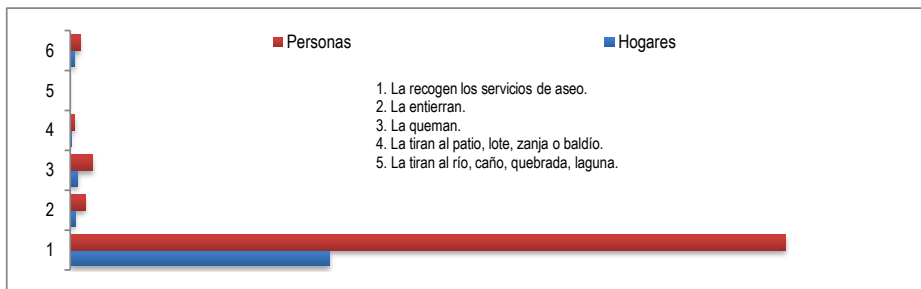 Personas Hogares
6
5
4
3
2
1
1. La recogen los servicios de aseo.
2. La entierran.
3. La queman.
4. La tiran al patio, lote, zanja o baldío.
5. La tiran al río, caño, quebrada, laguna.